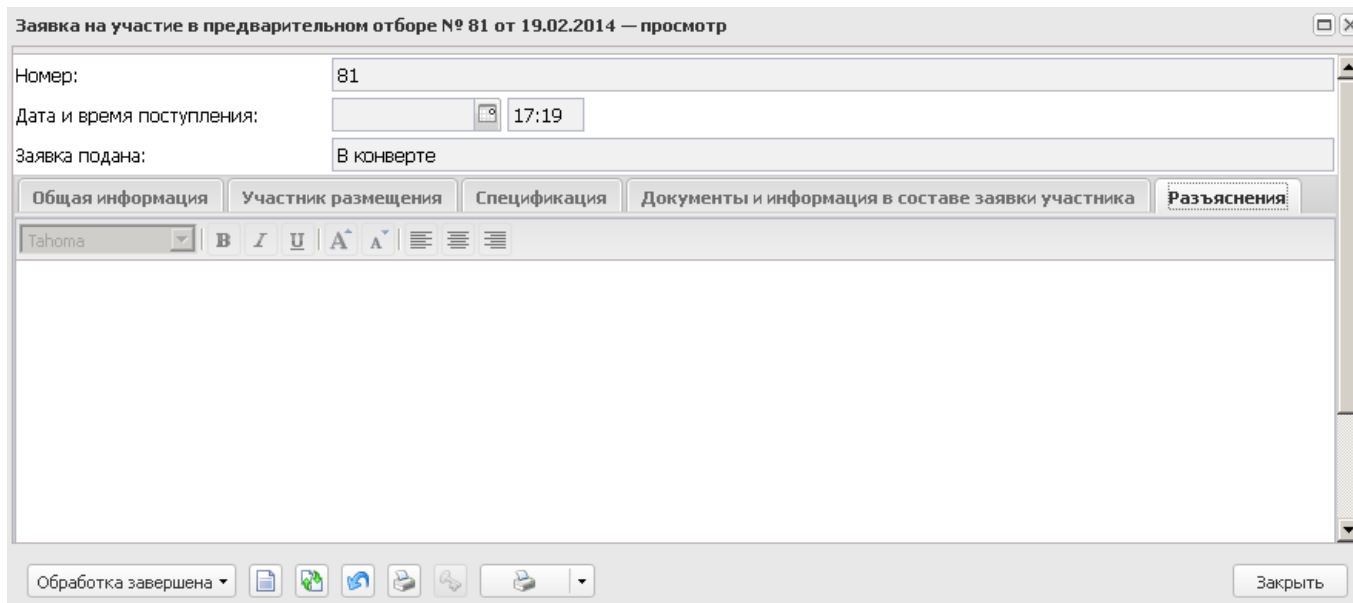 Заявка на участие в предварительном отборе № 81 от 19.02.2014 — просмотр
Номер: 81
Дата и время поступления: 17:19
Заявка подана: В конверте
Общая информация Участник размещения Спецификация Документы и информация в составе заявки участника Разъяснения
Tahoma B I U A A
Обработка завершена Закрыть